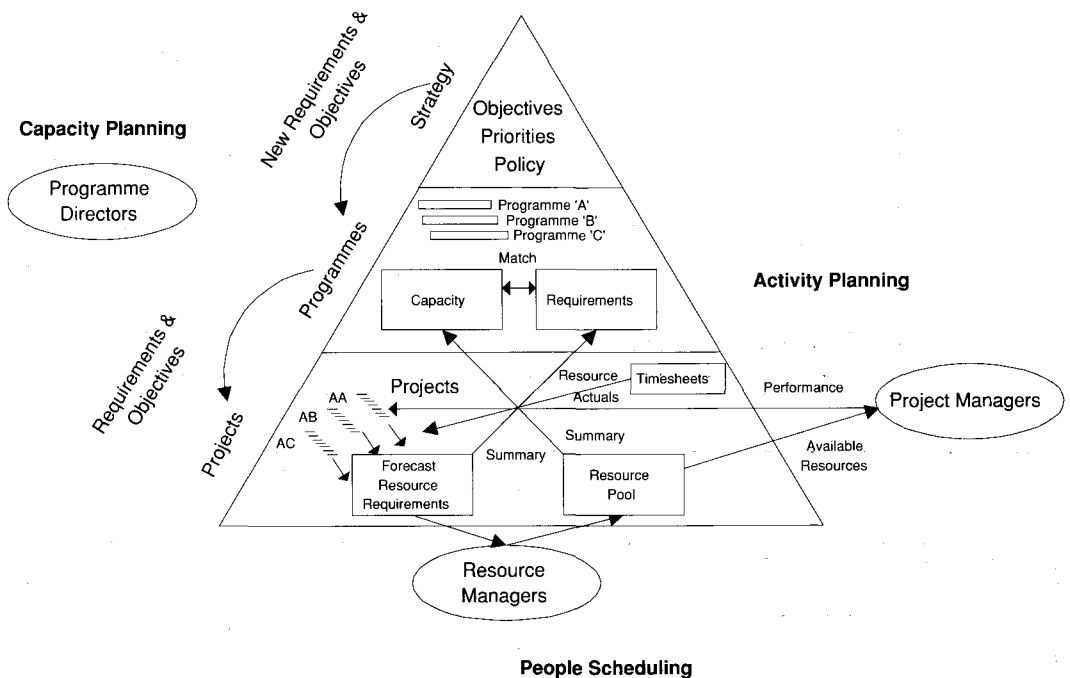 New Requirements &
Objectives
Strategy
Objectives
Priorities
Policy
Capacity Planning
Programme
Directors
Programme 'A'
Programme 'B'
Programme 'C'
Programmes
Match
Capacity
Requirements
Activity Planning
Requirements &
Objectives
Projects
Projects
AA
AB
AC
Resource
Actuals
Timesheets
Performance
Project Managers
Summary
Summary
Available
Resources
Forecast
Resource
Requirements
Resource
Pool
Resource
Managers
People Scheduling